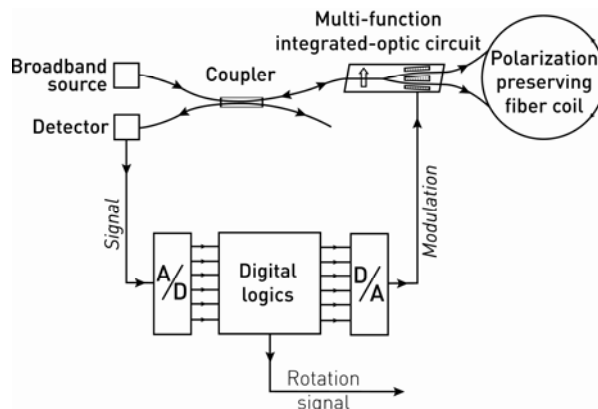 Multi-function
integrated-optic circuit
Broadband
source
Coupler
Polarization
preserving
fiber coil
Detector
Signal
Modulation
A/D
Digital
logics
D/A
Rotation
signal